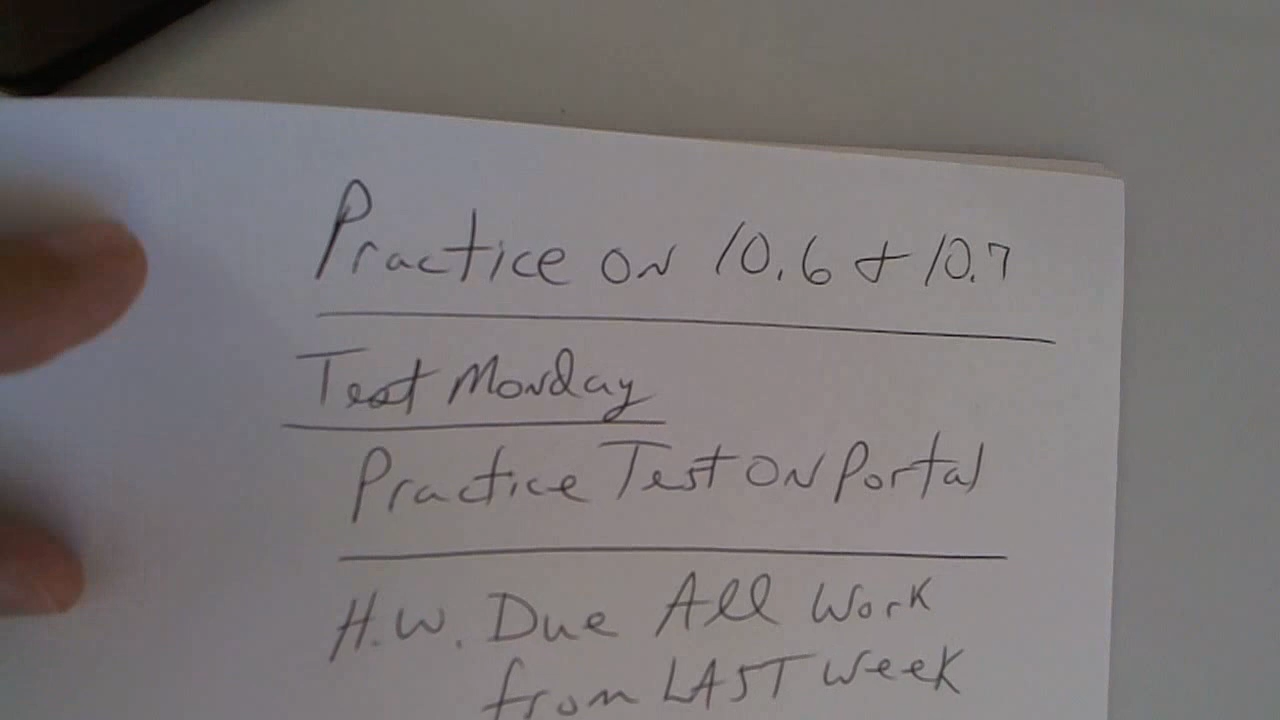 Practice on 10.6 & 10.7
Test Monday
Practice Test on Portal
H.W. Due All Work
from LAST Week